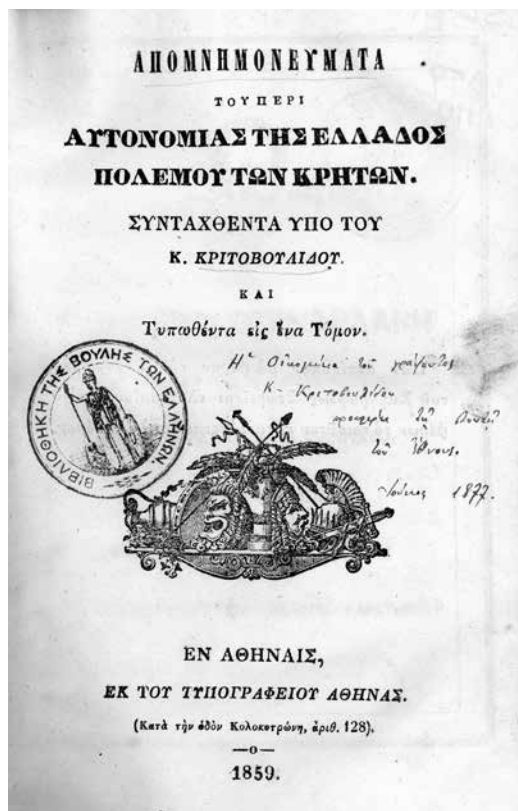 ΑΠΟΜΝΗΜΟΝΕΥΜΑΤΑ
ΤΟΥ ΠΕΡΙ
ΑΥΤΟΝΟΜΙΑΣ ΤΗΣ ΕΛΛΑΔΟΣ
ΠΟΛΕΜΟΥ ΤΩΝ ΚΡΗΤΩΝ.
ΣΥΝΤΑΧΘΕΝΤΑ ΥΠΟ ΤΟΥ
Κ. ΚΡΙΤΟΒΟΥΛΙΔΟΥ.
ΚΑΙ
Τυπωθέντα εἰς ἕνα Τόμον.
Κ. Κριτοβουλίδου
τοῦ Ἔθνους.
1877.
ΒΙΒΛΙΟΘΗΚΗ ΤΗΣ ΒΟΥΛΗΣ ΤΩΝ ΕΛΛΗΝΩΝ.
ΕΝ ΑΘΗΝΑΙΣ,
ΕΚ ΤΟΥ ΤΥΠΟΓΡΑΦΕΙΟΥ ΑΘΗΝΑΣ.
(Κατὰ τὴν ὁδὸν Κολοκοτρώνη, ἀριθ. 128).
—ο—
1859.